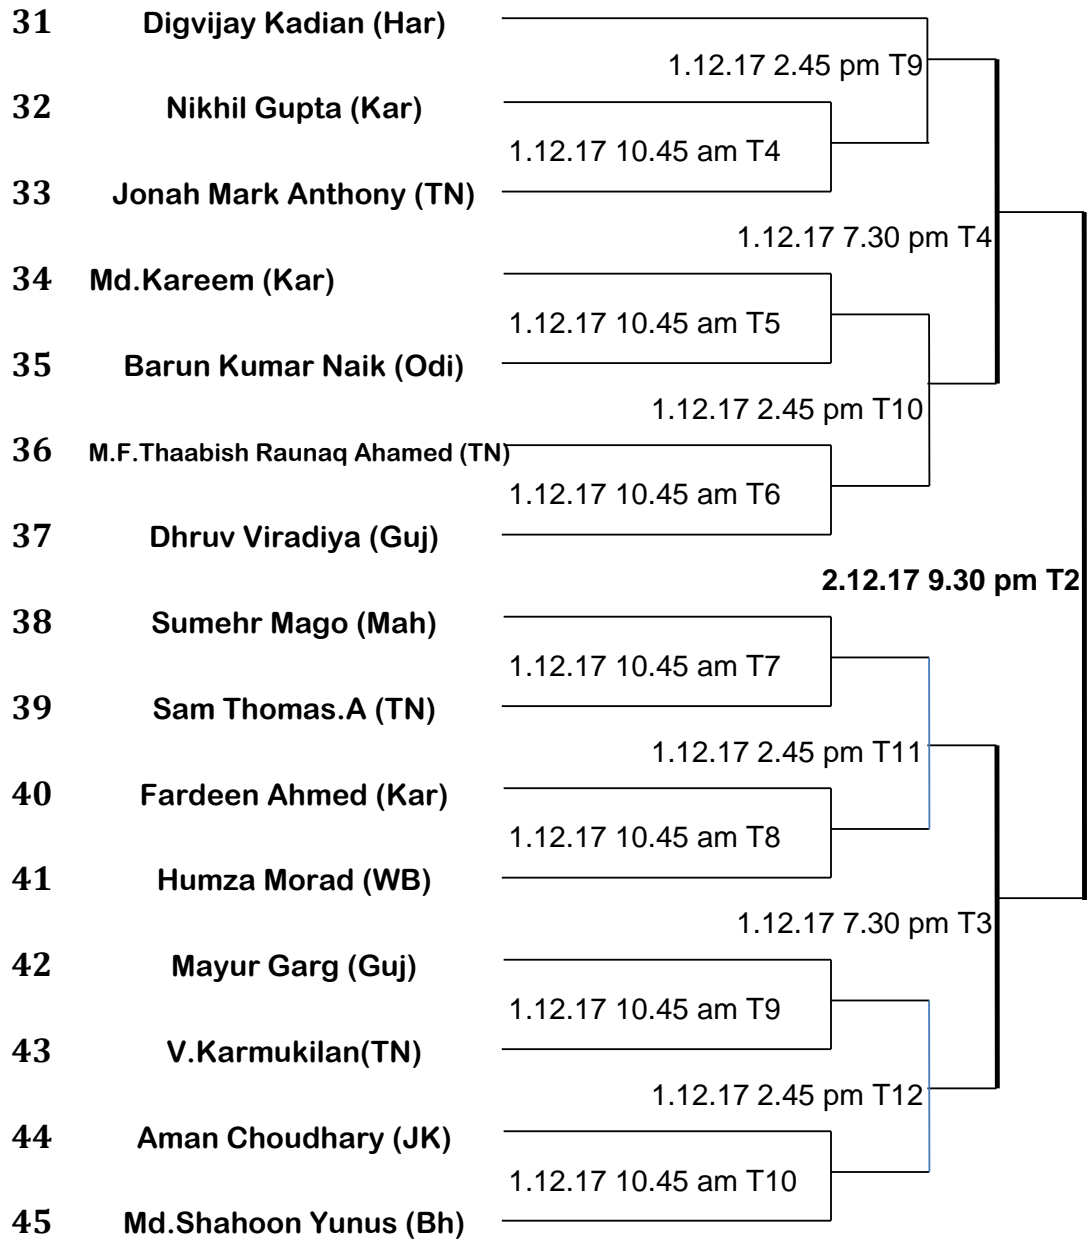 31 Digvijay Kadian (Har)
1.12.17 2.45 pm T9
32 Nikhil Gupta (Kar)
1.12.17 10.45 am T4
33 Jonah Mark Anthony (TN)
1.12.17 7.30 pm T4
34 Md.Kareem (Kar)
1.12.17 10.45 am T5
35 Barun Kumar Naik (Odi)
1.12.17 2.45 pm T10
36 M.F.Thaabish Raunaq Ahamed (TN)
1.12.17 10.45 am T6
37 Dhruv Viradiya (Guj)
2.12.17 9.30 pm T2
38 Sumehr Mago (Mah)
1.12.17 10.45 am T7
39 Sam Thomas.A (TN)
1.12.17 2.45 pm T11
40 Fardeen Ahmed (Kar)
1.12.17 10.45 am T8
41 Humza Morad (WB)
1.12.17 7.30 pm T3
42 Mayur Garg (Guj)
1.12.17 10.45 am T9
43 V.Karmukilan(TN)
1.12.17 2.45 pm T12
44 Aman Choudhary (JK)
1.12.17 10.45 am T10
45 Md.Shahoon Yunus (Bh)